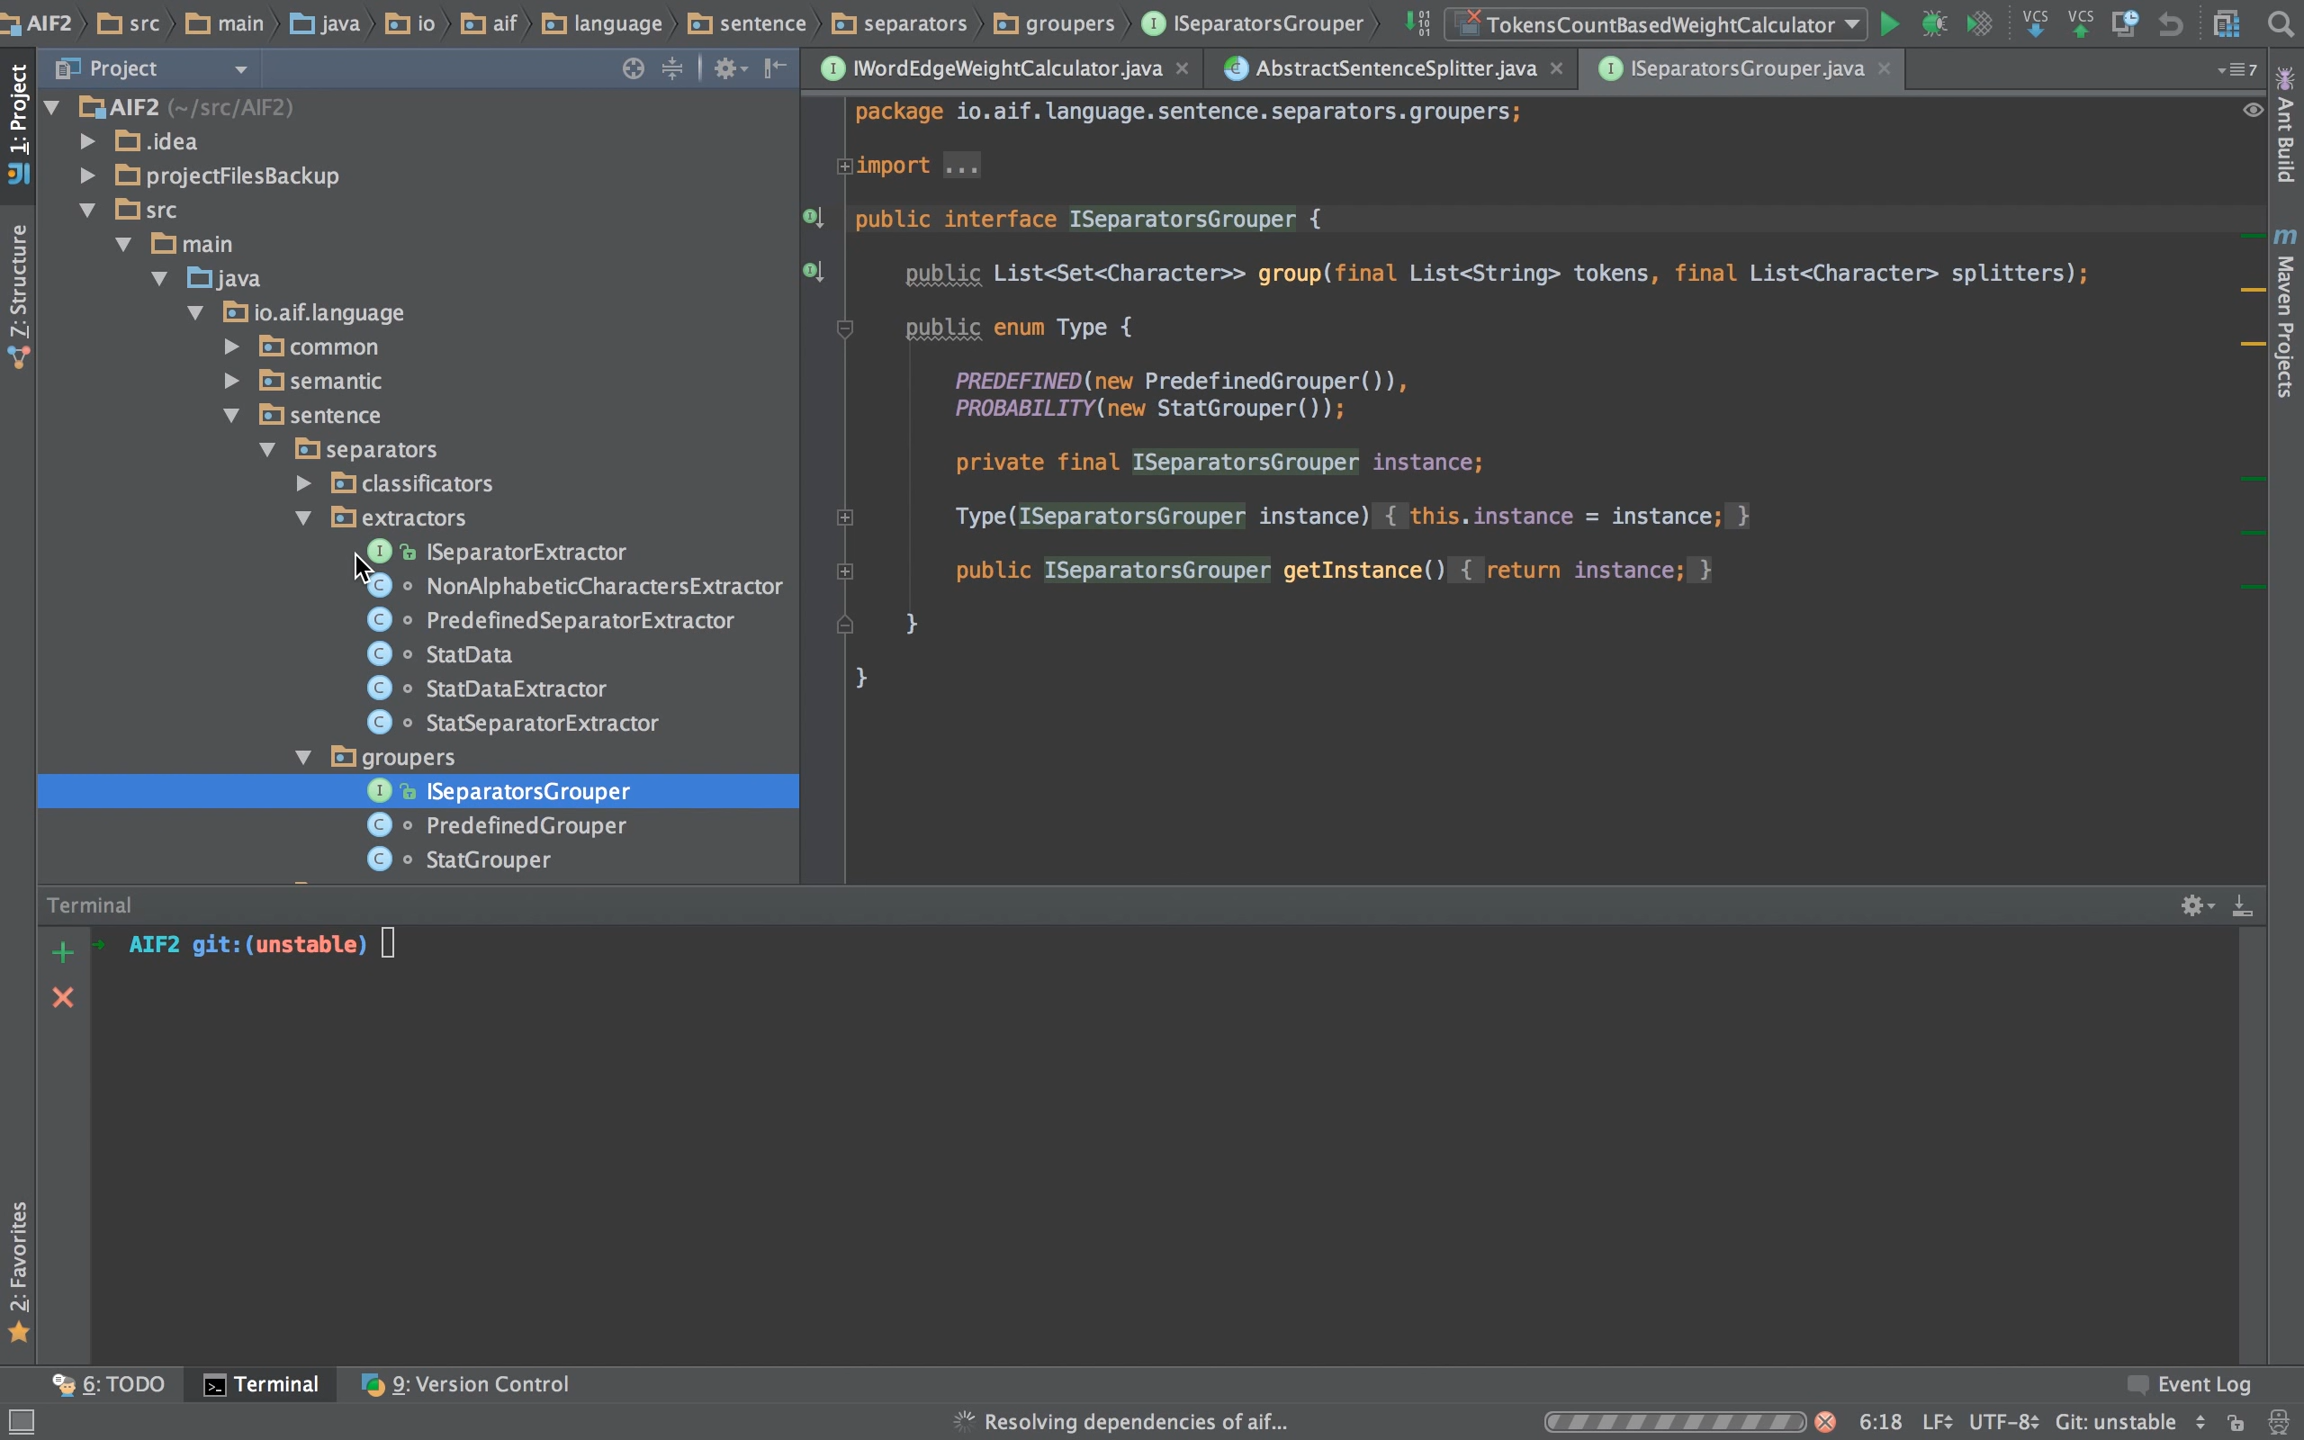 AIF2 src main java io aif language sentence separators groupers ISeparatorsGrouper TokensCountBasedWeightCalculator VCS VCS
1: Project
Project
IWordEdgeWeightCalculator.java AbstractSentenceSplitter.java ISeparatorsGrouper.java 7
AIF2 (~/src/AIF2)
.idea
projectFilesBackup
src
main
java
io.aif.language
common
semantic
sentence
separators
classificators
extractors
ISeparatorExtractor
NonAlphabeticCharactersExtractor
PredefinedSeparatorExtractor
StatData
StatDataExtractor
StatSeparatorExtractor
groupers
ISeparatorsGrouper
PredefinedGrouper
StatGrouper
7: Structure
2: Favorites
package io.aif.language.sentence.separators.groupers;
import ...
public interface ISeparatorsGrouper {
public List<Set<Character>> group(final List<String> tokens, final List<Character> splitters);
public enum Type {
PREDEFINED(new PredefinedGrouper()),
PROBABILITY(new StatGrouper());
private final ISeparatorsGrouper instance;
Type(ISeparatorsGrouper instance) { this.instance = instance; }
public ISeparatorsGrouper getInstance() { return instance; }
}
}
Ant Build
m Maven Projects
Terminal
AIF2 git:(unstable)
6: TODO Terminal 9: Version Control Event Log
Resolving dependencies of aif... 6:18 LF UTF-8 Git: unstable